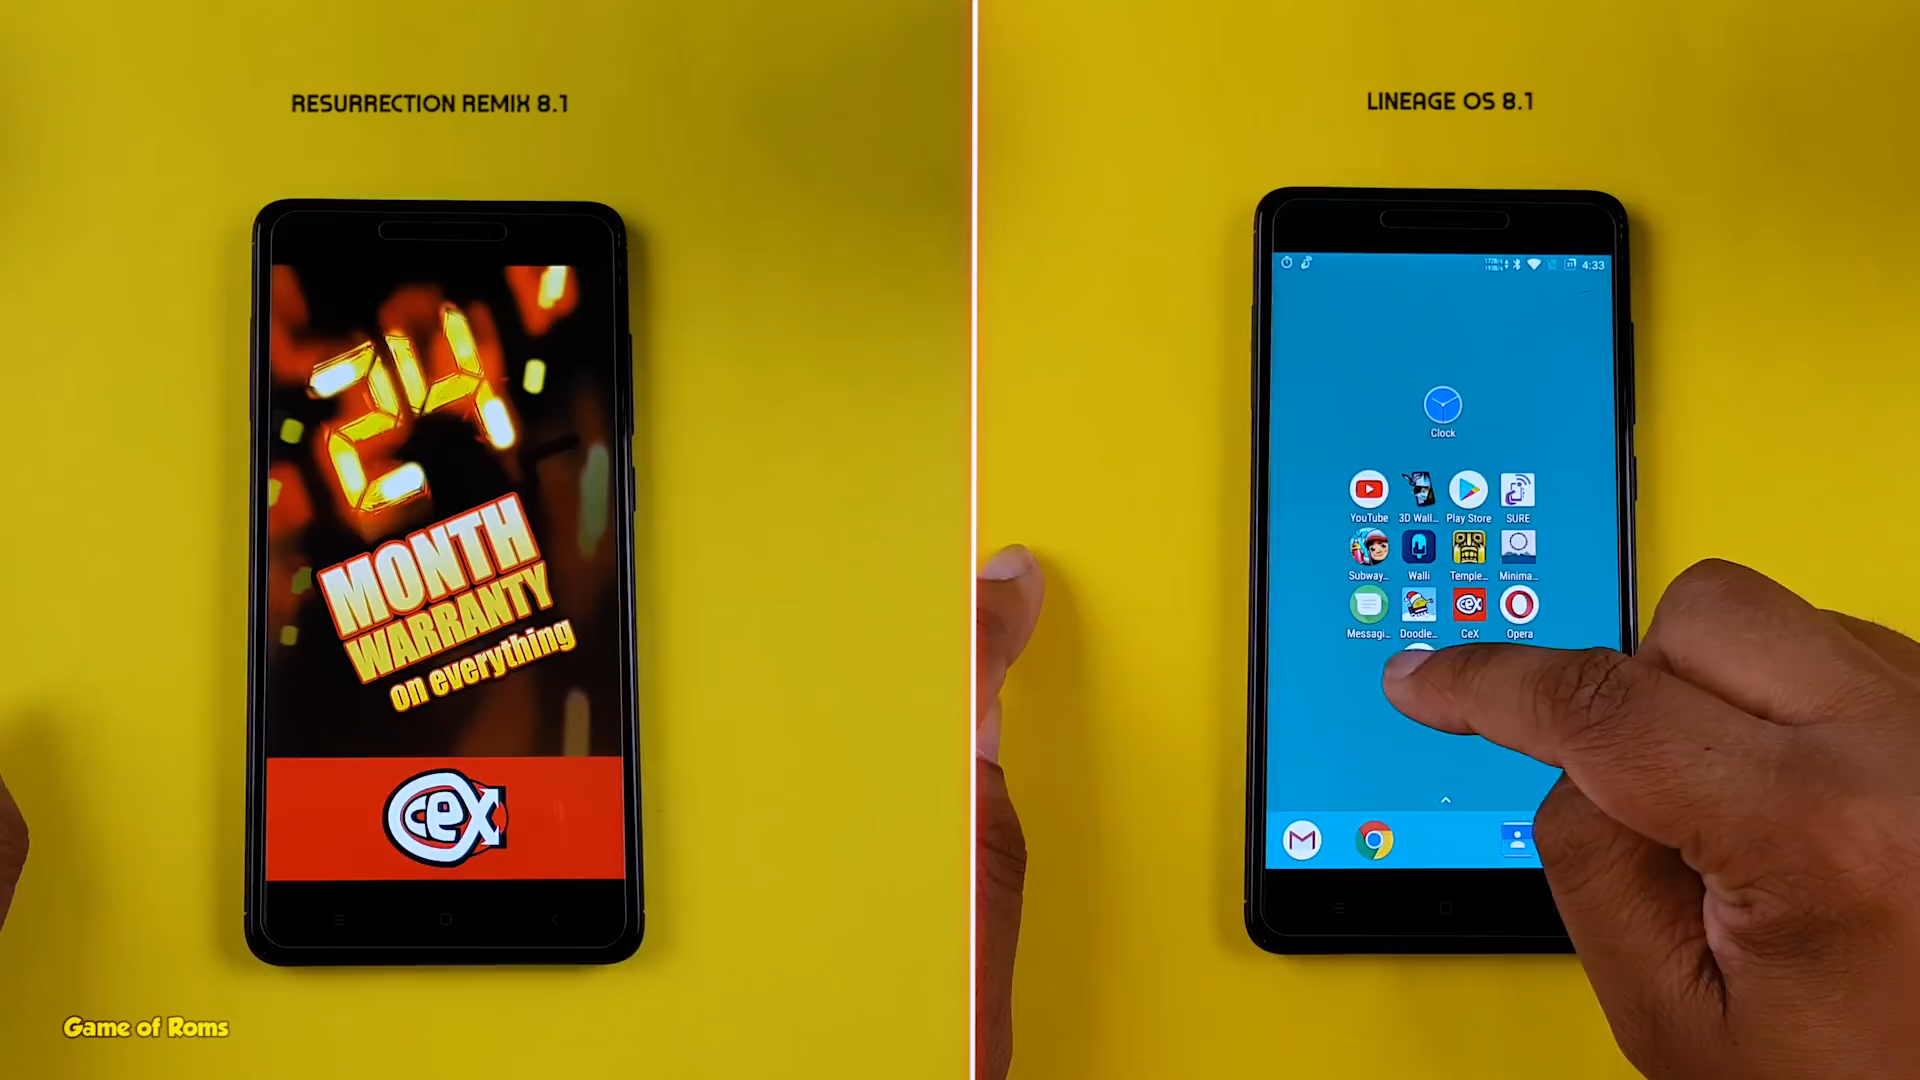 RESURRECTION REMIX 8.1
24
MONTH
WARRANTY
on everything
CeX
Game of Roms
LINEAGE OS 8.1
4:33
Clock
YouTube 3D Wall... Play Store SURE
Subway... Walli Temple... Minima...
Messagi... Doodle... CeX Opera